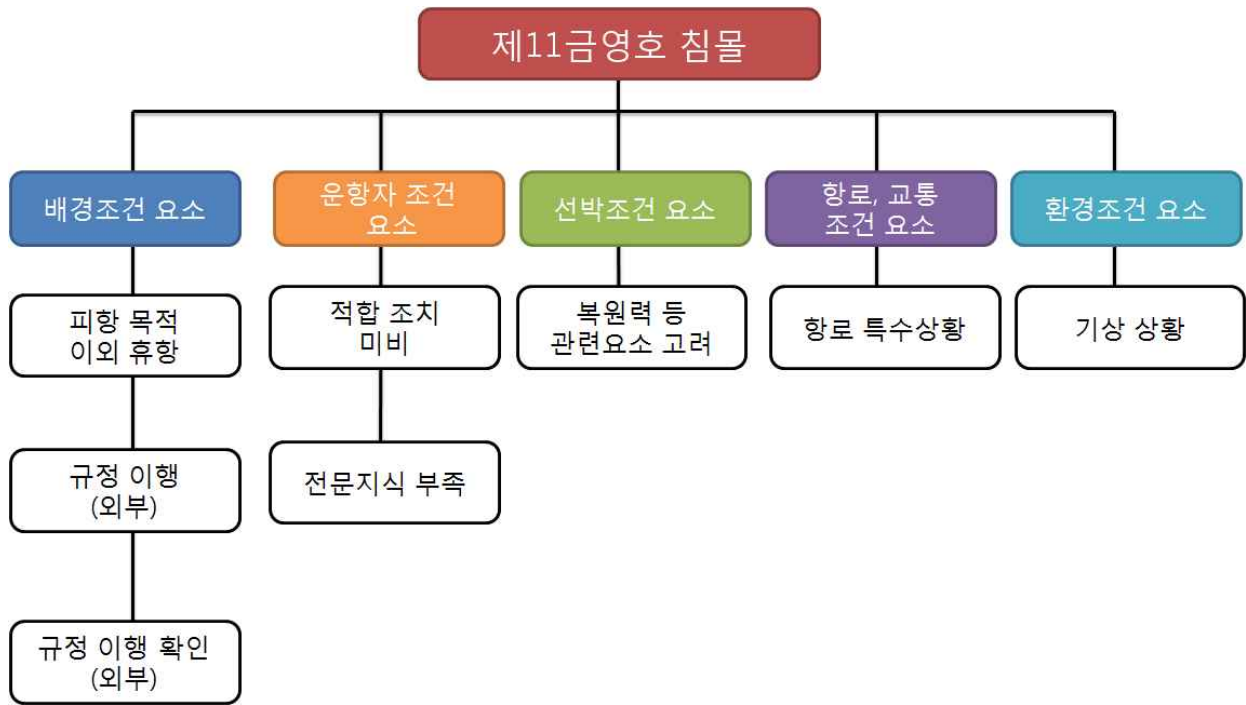 제11금영호 침몰
배경조건 요소
운항자 조건
요소
선박조건 요소
항로, 교통
조건 요소
환경조건 요소
피항 목적
이외 휴항
적합 조치
미비
복원력 등
관련요소 고려
항로 특수상황
기상 상황
규정 이행
(외부)
전문지식 부족
규정 이행 확인
(외부)